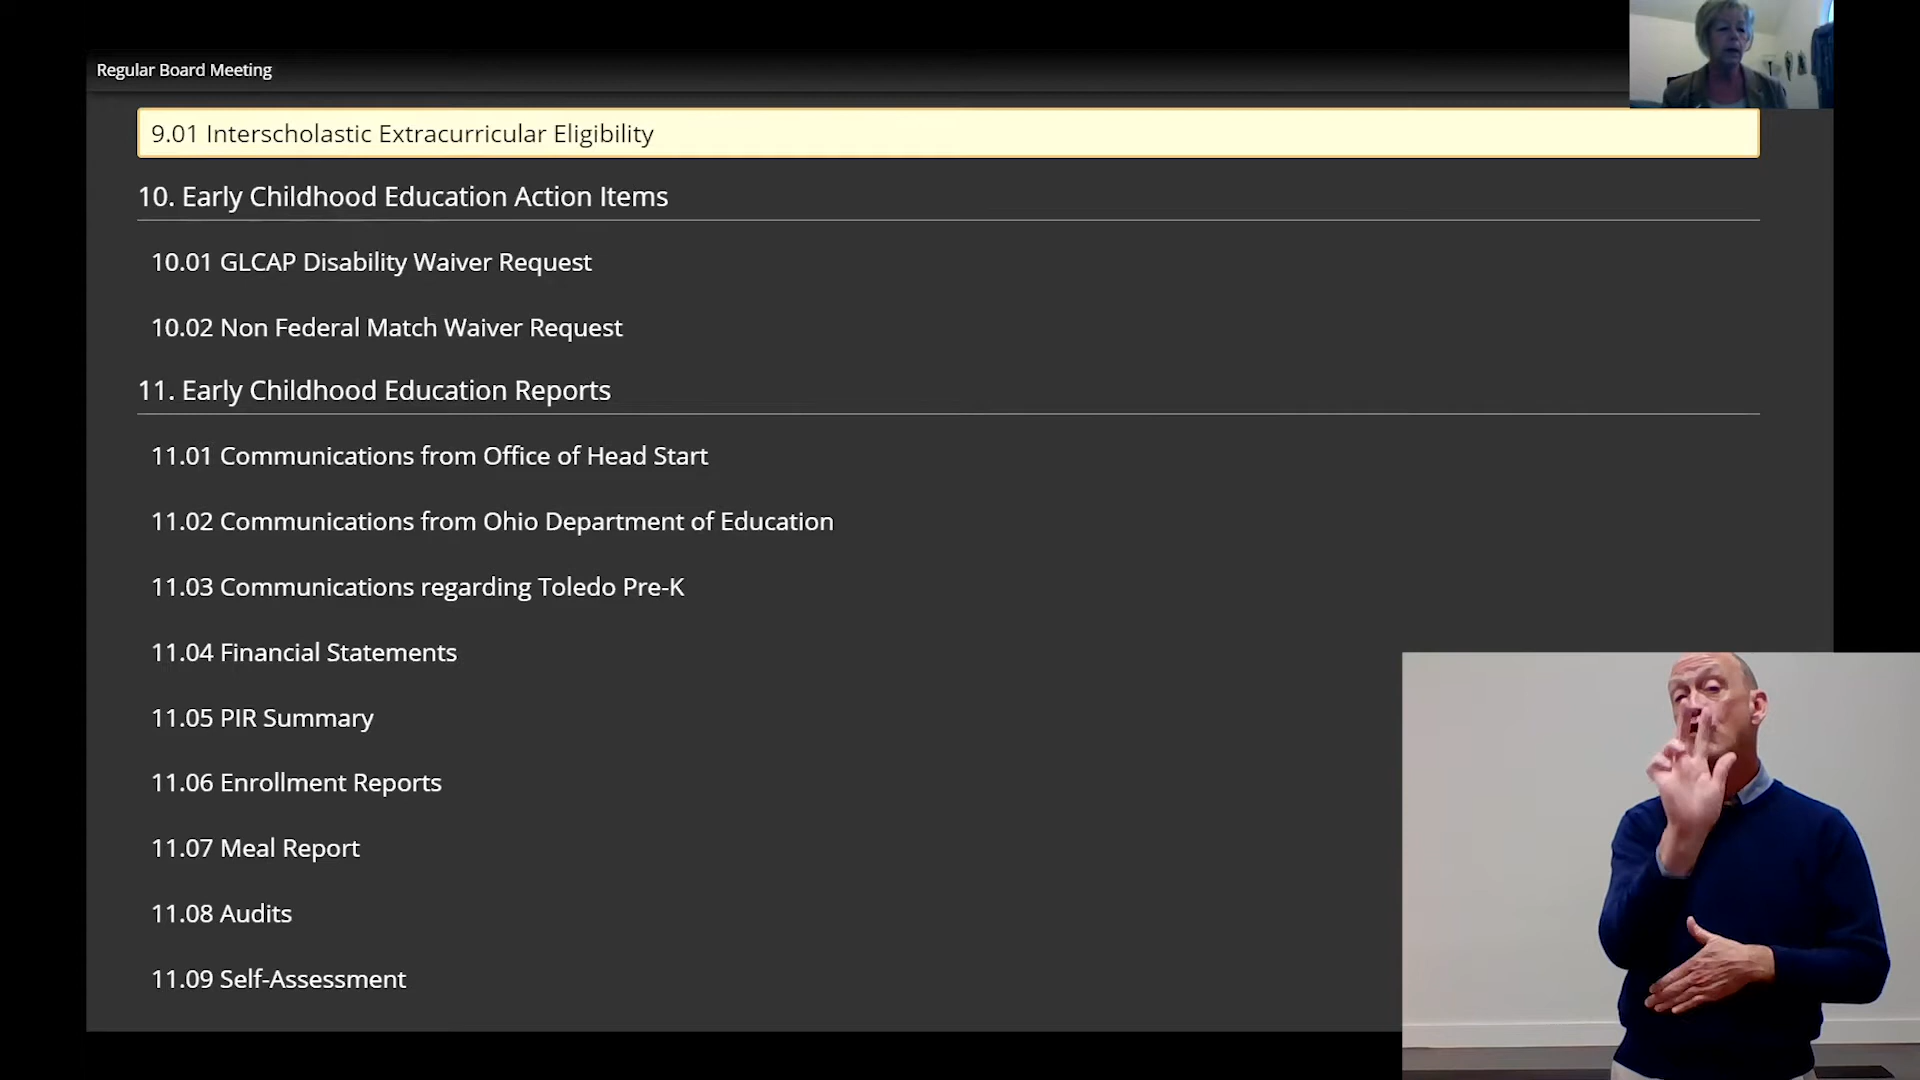 Regular Board Meeting
9.01 Interscholastic Extracurricular Eligibility
10. Early Childhood Education Action Items
10.01 GLCAP Disability Waiver Request
10.02 Non Federal Match Waiver Request
11. Early Childhood Education Reports
11.01 Communications from Office of Head Start
11.02 Communications from Ohio Department of Education
11.03 Communications regarding Toledo Pre-K
11.04 Financial Statements
11.05 PIR Summary
11.06 Enrollment Reports
11.07 Meal Report
11.08 Audits
11.09 Self-Assessment